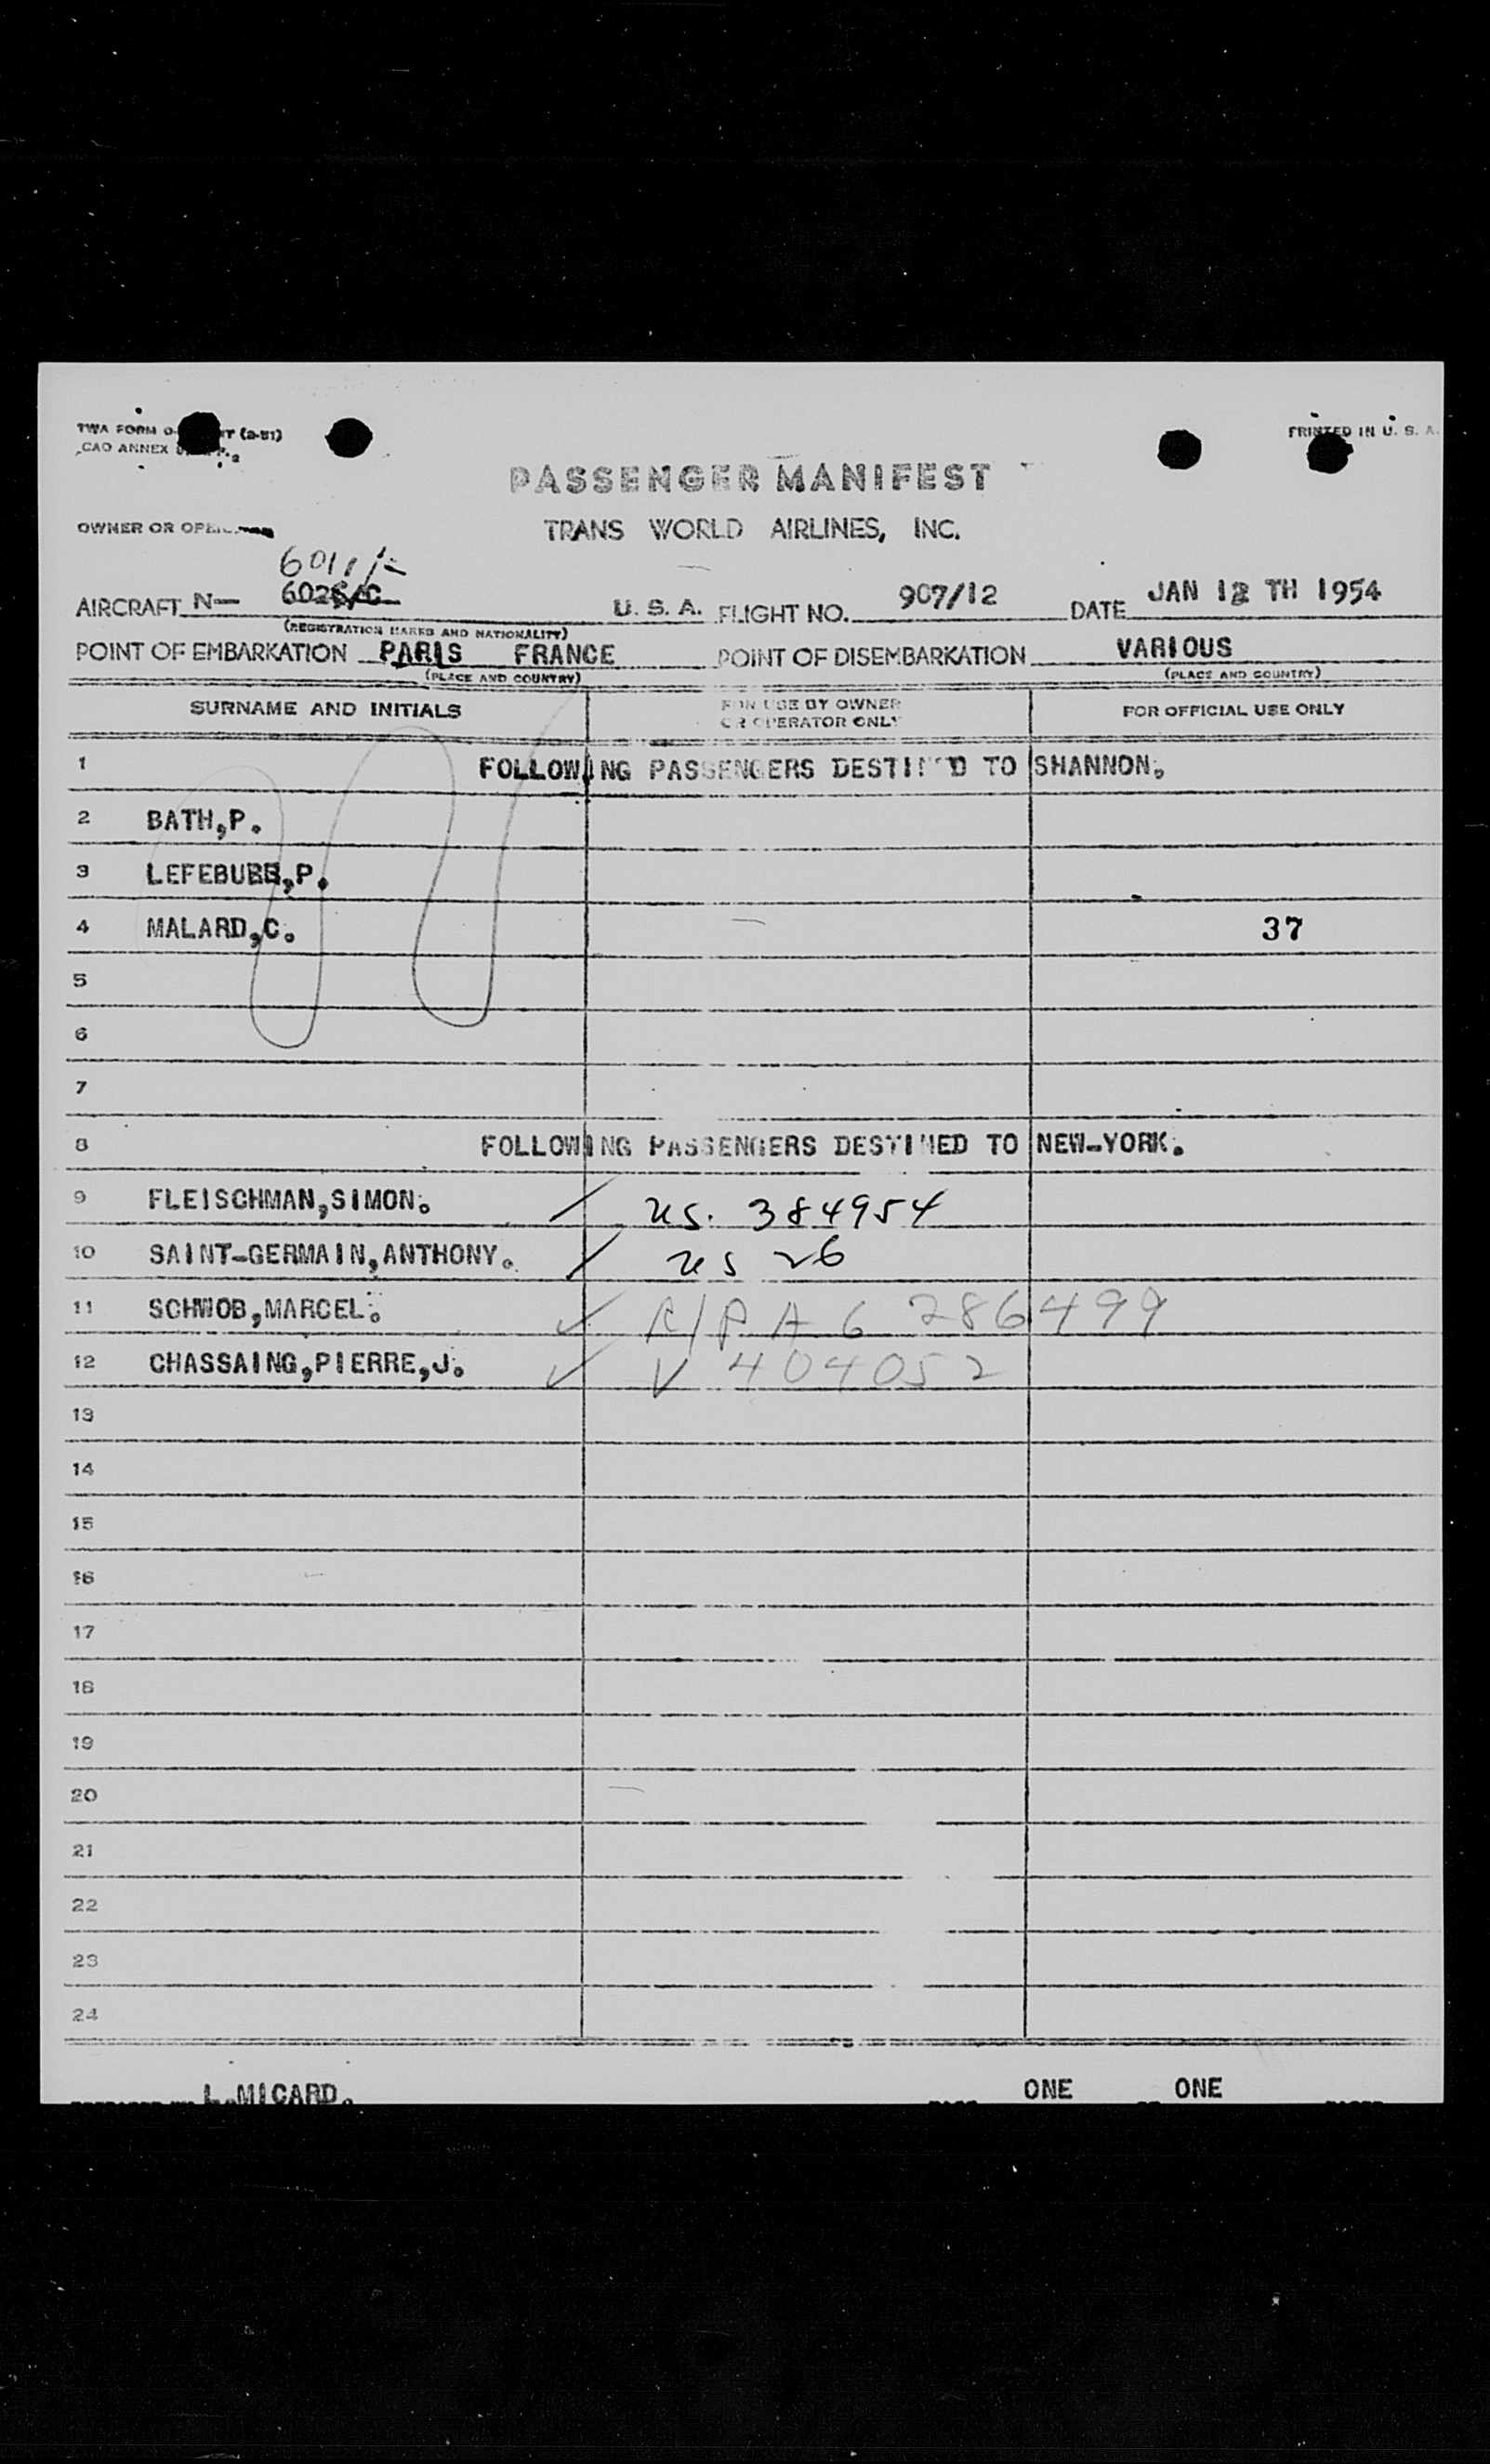 TWA FORM (2-51)
PRINTED IN U. S. A.
CAO ANNEX
PASSENGER MANIFEST
OWNER OR
TRANS WORLD AIRLINES, INC.
AIRCRAFT N— U. S. A. FLIGHT NO. 907/12 DATE JAN 12 TH 1954
(REGISTRATION MARKS AND NATIONALITY)
POINT OF EMBARKATION PARIS FRANCE POINT OF DISEMBARKATION VARIOUS
(PLACE AND COUNTRY) (PLACE AND COUNTRY)
SURNAME AND INITIALS
FOR USE BY OWNER
OR OPERATOR ONLY
FOR OFFICIAL USE ONLY
1 FOLLOWING PASSENGERS DESTINED TO SHANNON.
2 BATH,P.
3 LEFEBURE,P.
4 MALARD,C. 37
5
6
7
8 FOLLOWING PASSENGERS DESTINED TO NEW-YORK.
9 FLEISCHMAN,SIMON. / US. 384954
10 SAINT-GERMAIN,ANTHONY. / US 26
11 SCHWOB,MARCEL. ✓ R/P A 6 286499
12 CHASSAING,PIERRE,J. ✓ V 404052
13
14
15
16
17
18
19
20
21
22
23
24
L.MICARD. ONE ONE